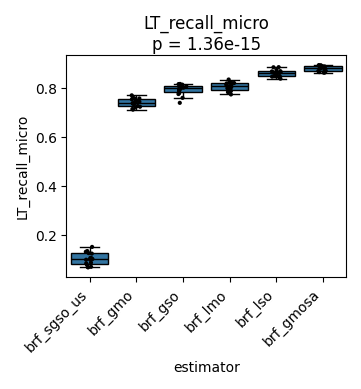 LT_recall_micro
p = 1.36e-15
LT_recall_micro
0.8
0.6
0.4
0.2
brf_sgso_us
brf_gmo
brf_gso
brf_lmo
brf_lso
brf_gmosa
estimator